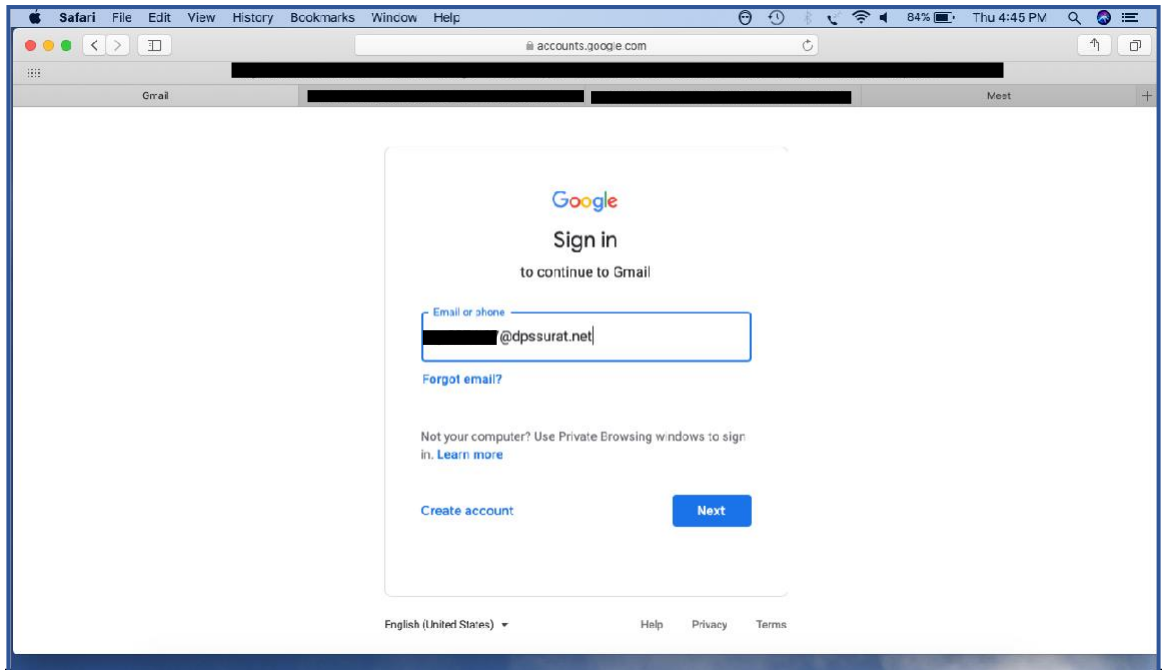 Safari File Edit View History Bookmarks Window Help 84% Thu 4:45 PM
accounts.google.com
Gmail Meet
Google
Sign in
to continue to Gmail
Email or phone
@dpssurat.net
Forgot email?
Not your computer? Use Private Browsing windows to sign
in. Learn more
Create account Next
English (United States) Help Privacy Terms